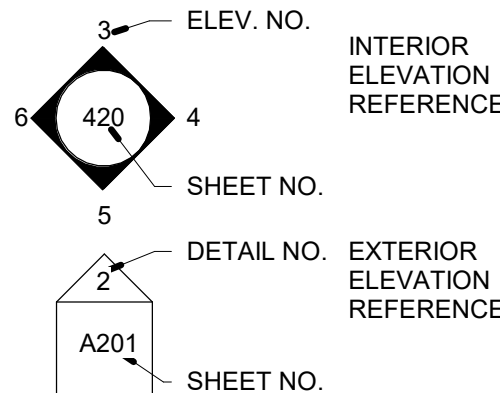 3
ELEV. NO.
INTERIOR
ELEVATION
REFERENCE
6
420
4
SHEET NO.
5
DETAIL NO.
EXTERIOR
ELEVATION
REFERENCE
2
A201
SHEET NO.